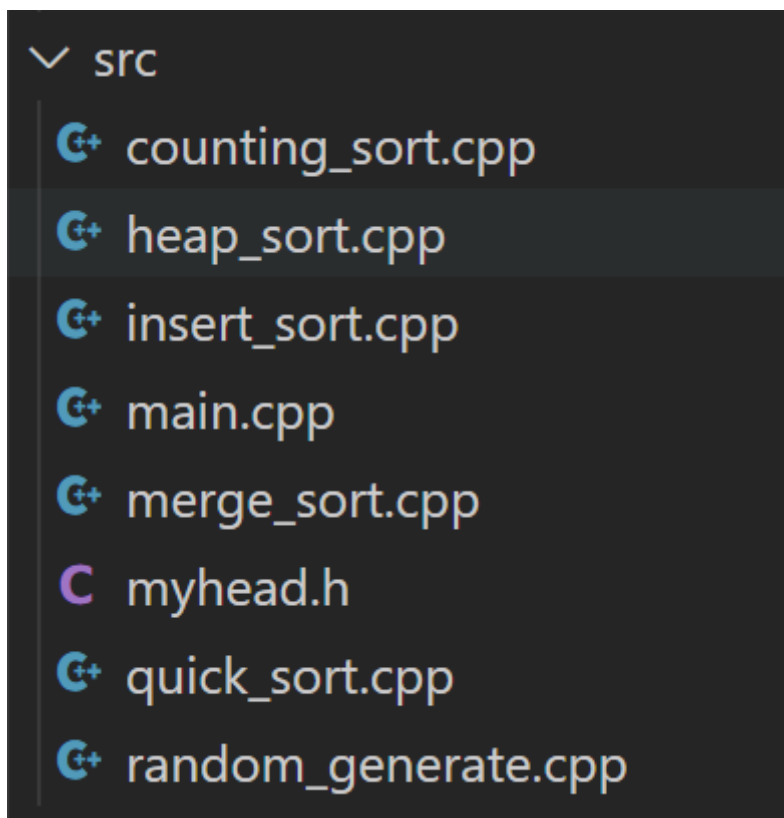 src
C++ counting_sort.cpp
C++ heap_sort.cpp
C++ insert_sort.cpp
C++ main.cpp
C++ merge_sort.cpp
C myhead.h
C++ quick_sort.cpp
C++ random_generate.cpp